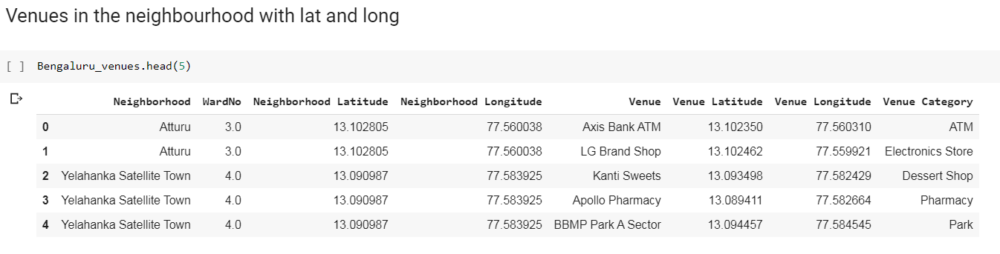 Venues in the neighbourhood with lat and long
[ ] Bengaluru_venues.head(5)
Neighborhood WardNo Neighborhood Latitude Neighborhood Longitude Venue Venue Latitude Venue Longitude Venue Category
0 Atturu 3.0 13.102805 77.560038 Axis Bank ATM 13.102350 77.560310 ATM
1 Atturu 3.0 13.102805 77.560038 LG Brand Shop 13.102462 77.559921 Electronics Store
2 Yelahanka Satellite Town 4.0 13.090987 77.583925 Kanti Sweets 13.093498 77.582429 Dessert Shop
3 Yelahanka Satellite Town 4.0 13.090987 77.583925 Apollo Pharmacy 13.089411 77.582664 Pharmacy
4 Yelahanka Satellite Town 4.0 13.090987 77.583925 BBMP Park A Sector 13.094457 77.584545 Park